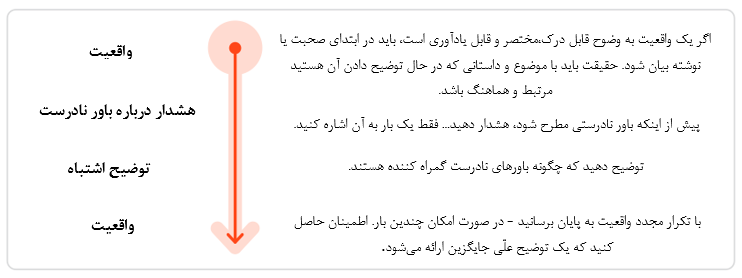 واقعیت
اگر یک واقعیت به وضوح قابل درک،مختصر و قابل یادآوری است، باید در ابتدای صحبت یا
نوشته بیان شود. حقیقت باید با موضوع و داستانی که در حال توضیح دادن آن هستید
مرتبط و هماهنگ باشد.
هشدار درباره باور نادرست
پیش از اینکه باور نادرستی مطرح شود، هشدار دهید... فقط یک بار به آن اشاره کنید.
توضیح اشتباه
توضیح دهید که چگونه باورهای نادرست گمراه کننده هستند.
واقعیت
با تکرار مجدد واقعیت به پایان برسانید - در صورت امکان چندین بار. اطمینان حاصل
کنید که یک توضیح علّی جایگزین ارائه می‌شود.